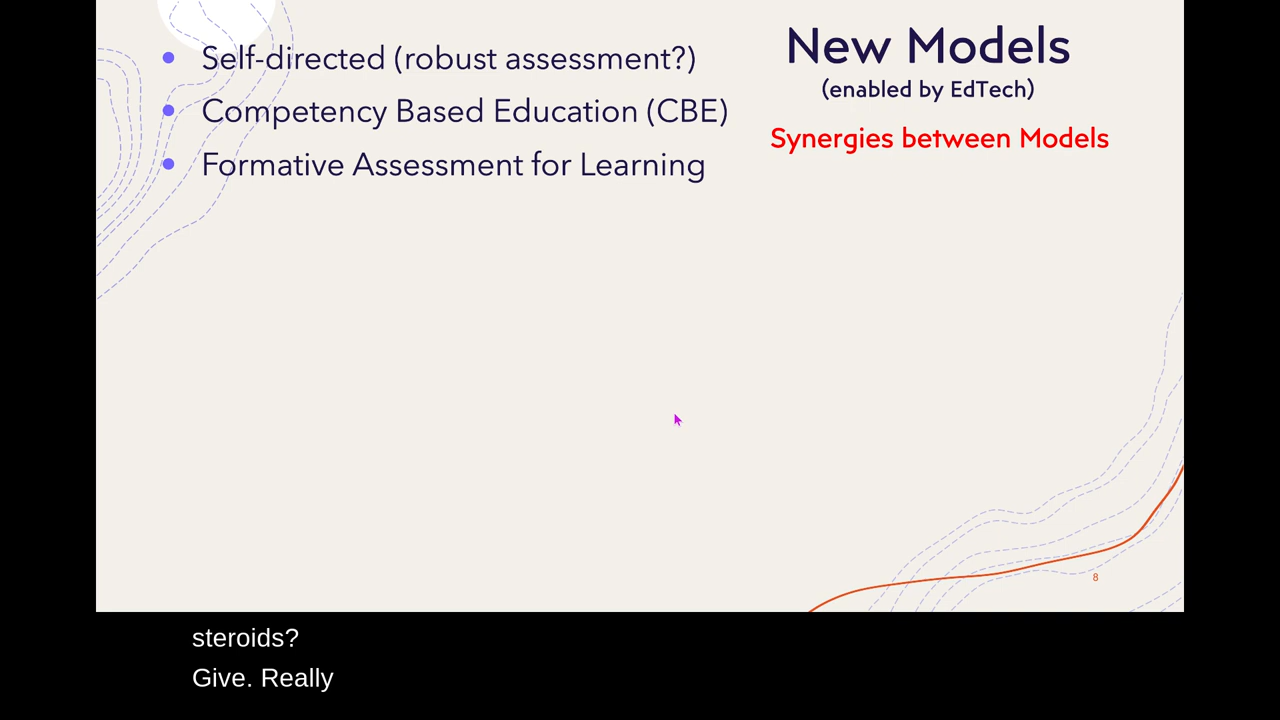 Self-directed (robust assessment?)
Competency Based Education (CBE)
Formative Assessment for Learning
New Models
(enabled by EdTech)
Synergies between Models
8
steroids?
Give. Really